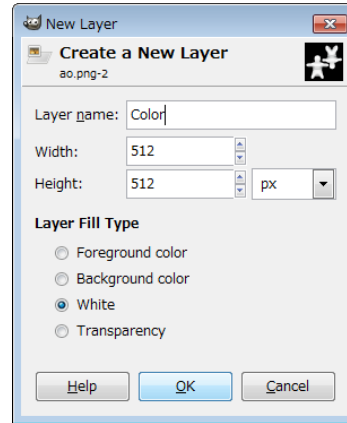 New Layer
Create a New Layer
ao.png-2
Layer name: Color
Width: 512
Height: 512 px
Layer Fill Type
Foreground color
Background color
White
Transparency
Help OK Cancel